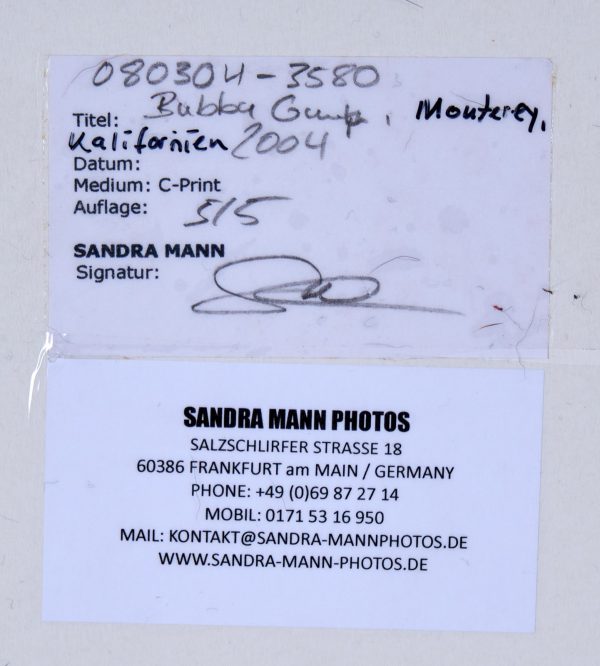 080304-3580
Titel: Bubba Gump, Monterey,
Kalifornien 2004
Datum:
Medium: C-Print
Auflage: 5/5
SANDRA MANN
Signatur:
SANDRA MANN PHOTOS
SALZSCHLIRFER STRASSE 18
60386 FRANKFURT am MAIN / GERMANY
PHONE: +49 (0)69 87 27 14
MOBIL: 0171 53 16 950
MAIL: KONTAKT@SANDRA-MANNPHOTOS.DE
WWW.SANDRA-MANN-PHOTOS.DE